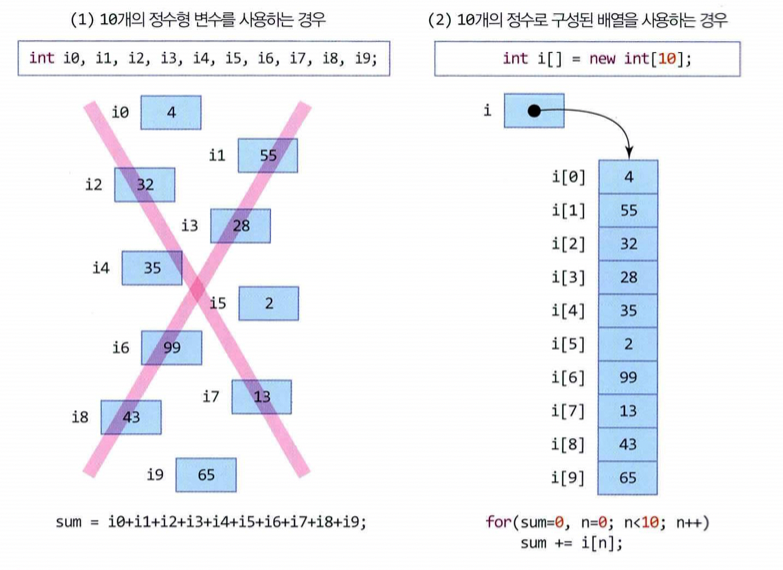 (1) 10개의 정수형 변수를 사용하는 경우
int i0, i1, i2, i3, i4, i5, i6, i7, i8, i9;
i0 4
i1 55
i2 32
i3 28
i4 35
i5 2
i6 99
i7 13
i8 43
i9 65
sum = i0+i1+i2+i3+i4+i5+i6+i7+i8+i9;
(2) 10개의 정수로 구성된 배열을 사용하는 경우
int i[] = new int[10];
i
i[0] 4
i[1] 55
i[2] 32
i[3] 28
i[4] 35
i[5] 2
i[6] 99
i[7] 13
i[8] 43
i[9] 65
for(sum=0, n=0; n<10; n++)
sum += i[n];